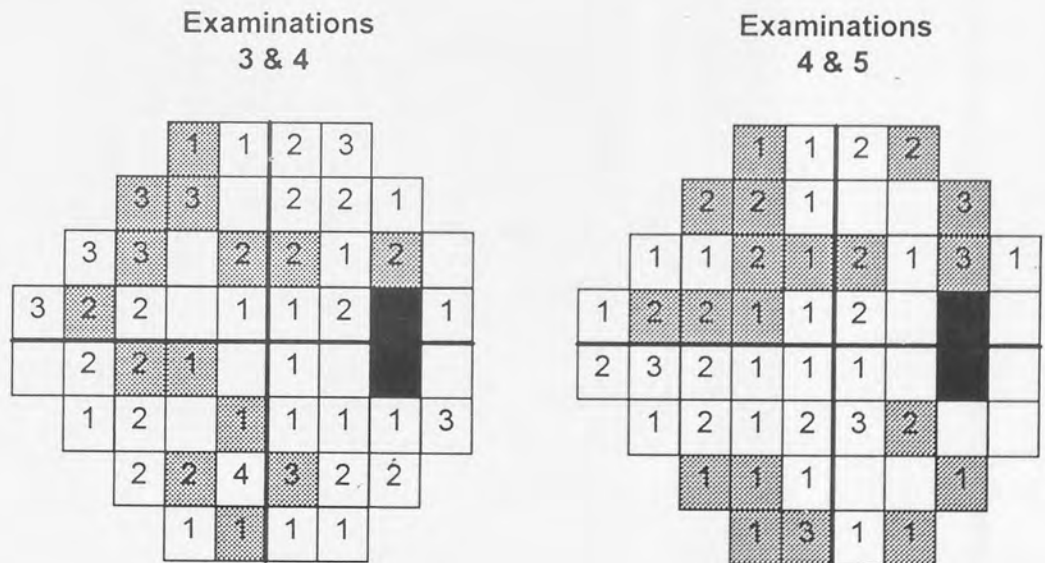 Examinations
3 & 4
1 1 2 3
3 3 2 2 1
3 3 2 2 1 2
3 2 2 1 1 2 1
2 2 1 1
1 2 1 1 1 1 3
2 2 4 3 2 2
1 1 1 1
Examinations
4 & 5
1 1 2 2
2 2 1 3
1 1 2 1 2 1 3 1
1 2 2 1 1 2
2 3 2 1 1 1
1 2 1 2 3 2
1 1 1 1
1 3 1 1